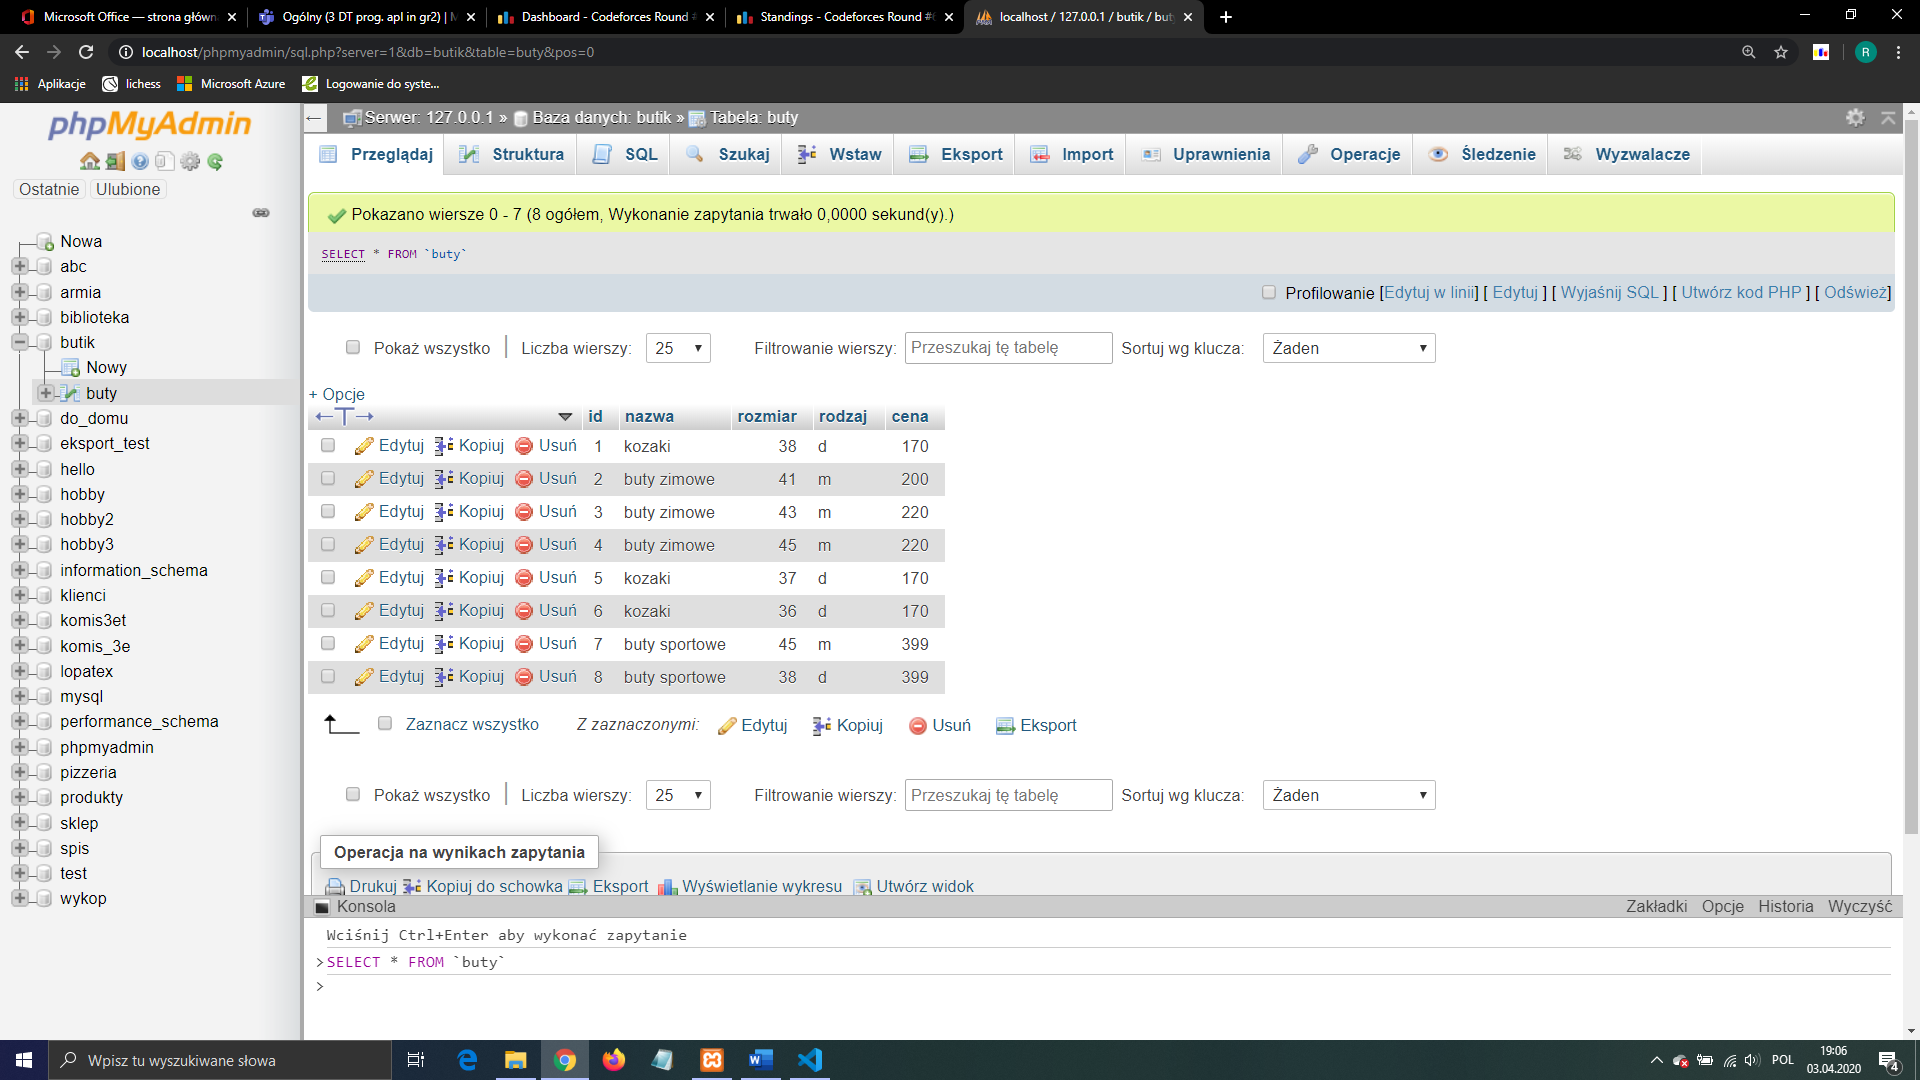 Microsoft Office — strona główn
Ogólny (3 DT prog. apl in gr2) | M
Dashboard - Codeforces Round #
Standings - Codeforces Round #6
localhost / 127.0.0.1 / butik / buty
localhost/phpmyadmin/sql.php?server=1&db=butik&table=buty&pos=0
R
Aplikacje
lichess
Microsoft Azure
Logowanie do syste...
phpMyAdmin
Ostatnie
Ulubione
Nowa
abc
armia
biblioteka
butik
Nowy
buty
do_domu
eksport_test
hello
hobby
hobby2
hobby3
information_schema
klienci
komis3et
komis_3e
lopatex
mysql
performance_schema
phpmyadmin
pizzeria
produkty
sklep
spis
test
wykop
Serwer: 127.0.0.1 » Baza danych: butik » Tabela: buty
Przeglądaj Struktura SQL Szukaj Wstaw Eksport Import Uprawnienia Operacje Śledzenie Wyzwalacze
Pokazano wiersze 0 - 7 (8 ogółem, Wykonanie zapytania trwało 0,0000 sekund(y).)
SELECT * FROM `buty`
Profilowanie [Edytuj w linii] [ Edytuj ] [ Wyjaśnij SQL ] [ Utwórz kod PHP ] [ Odśwież]
Pokaż wszystko | Liczba wierszy: 25 Filtrowanie wierszy: Przeszukaj tę tabelę Sortuj wg klucza: Żaden
+ Opcje
←T→ id nazwa rozmiar rodzaj cena
Edytuj Kopiuj Usuń 1 kozaki 38 d 170
Edytuj Kopiuj Usuń 2 buty zimowe 41 m 200
Edytuj Kopiuj Usuń 3 buty zimowe 43 m 220
Edytuj Kopiuj Usuń 4 buty zimowe 45 m 220
Edytuj Kopiuj Usuń 5 kozaki 37 d 170
Edytuj Kopiuj Usuń 6 kozaki 36 d 170
Edytuj Kopiuj Usuń 7 buty sportowe 45 m 399
Edytuj Kopiuj Usuń 8 buty sportowe 38 d 399
Zaznacz wszystko Z zaznaczonymi: Edytuj Kopiuj Usuń Eksport
Pokaż wszystko | Liczba wierszy: 25 Filtrowanie wierszy: Przeszukaj tę tabelę Sortuj wg klucza: Żaden
Operacja na wynikach zapytania
Drukuj Kopiuj do schowka Eksport Wyświetlanie wykresu Utwórz widok
Konsola Zakładki Opcje Historia Wyczyść
Wciśnij Ctrl+Enter aby wykonać zapytanie
>SELECT * FROM `buty`
>
Wpisz tu wyszukiwane słowa
POL
19:06
03.04.2020
4